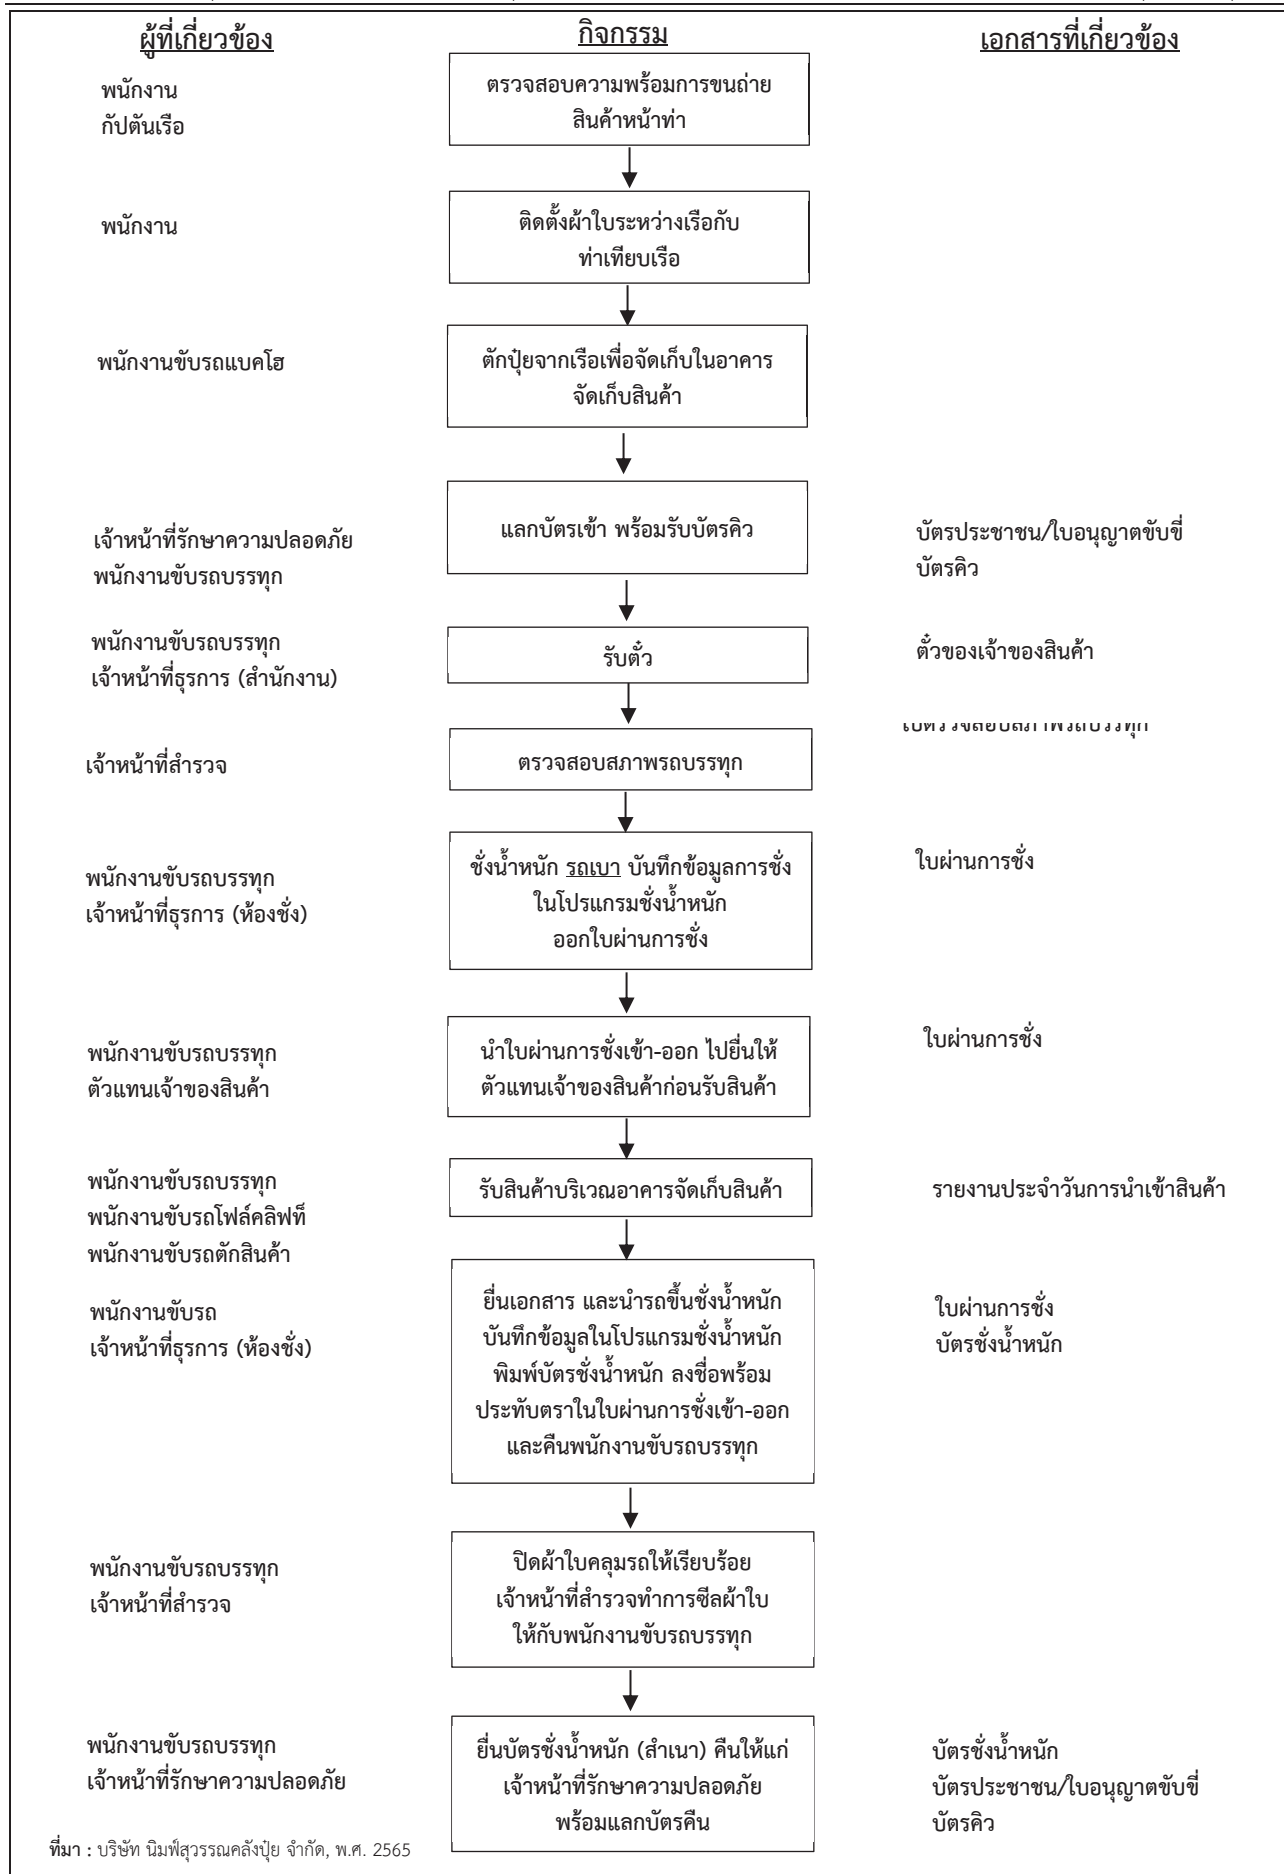 ผู้ที่เกี่ยวข้อง
กิจกรรม
เอกสารที่เกี่ยวข้อง
พนักงาน
กัปตันเรือ
ตรวจสอบความพร้อมการขนถ่าย
สินค้าหน้าท่า
พนักงาน
ติดตั้งผ้าใบระหว่างเรือกับ
ท่าเทียบเรือ
พนักงานขับรถแบคโฮ
ตักปุ๋ยจากเรือเพื่อจัดเก็บในอาคาร
จัดเก็บสินค้า
เจ้าหน้าที่รักษาความปลอดภัย
พนักงานขับรถบรรทุก
แลกบัตรเข้า พร้อมรับบัตรคิว
บัตรประชาชน/ใบอนุญาตขับขี่
บัตรคิว
พนักงานขับรถบรรทุก
เจ้าหน้าที่ธุรการ (สำนักงาน)
รับตั๋ว
ตั๋วของเจ้าของสินค้า
เจ้าหน้าที่สำรวจ
ตรวจสอบสภาพรถบรรทุก
ใบตรวจสอบสภาพรถบรรทุก
พนักงานขับรถบรรทุก
เจ้าหน้าที่ธุรการ (ห้องชั่ง)
ชั่งน้ำหนัก รถเบา บันทึกข้อมูลการชั่ง
ในโปรแกรมชั่งน้ำหนัก
ออกใบผ่านการชั่ง
ใบผ่านการชั่ง
พนักงานขับรถบรรทุก
ตัวแทนเจ้าของสินค้า
นำใบผ่านการชั่งเข้า-ออก ไปยื่นให้
ตัวแทนเจ้าของสินค้าก่อนรับสินค้า
ใบผ่านการชั่ง
พนักงานขับรถบรรทุก
พนักงานขับรถโฟล์คลิฟท์
พนักงานขับรถตักสินค้า
รับสินค้าบริเวณอาคารจัดเก็บสินค้า
รายงานประจำวันการนำเข้าสินค้า
พนักงานขับรถ
เจ้าหน้าที่ธุรการ (ห้องชั่ง)
ยื่นเอกสาร และนำรถขึ้นชั่งน้ำหนัก
บันทึกข้อมูลในโปรแกรมชั่งน้ำหนัก
พิมพ์บัตรชั่งน้ำหนัก ลงชื่อพร้อม
ประทับตราในใบผ่านการชั่งเข้า-ออก
และคืนพนักงานขับรถบรรทุก
ใบผ่านการชั่ง
บัตรชั่งน้ำหนัก
พนักงานขับรถบรรทุก
เจ้าหน้าที่สำรวจ
ปิดผ้าใบคลุมรถให้เรียบร้อย
เจ้าหน้าที่สำรวจทำการซีลผ้าใบ
ให้กับพนักงานขับรถบรรทุก
พนักงานขับรถบรรทุก
เจ้าหน้าที่รักษาความปลอดภัย
ยื่นบัตรชั่งน้ำหนัก (สำเนา) คืนให้แก่
เจ้าหน้าที่รักษาความปลอดภัย
พร้อมแลกบัตรคืน
บัตรชั่งน้ำหนัก
บัตรประชาชน/ใบอนุญาตขับขี่
บัตรคิว
ที่มา : บริษัท นิมฟ์สุวรรณคลังปุ๋ย จำกัด, พ.ศ. 2565